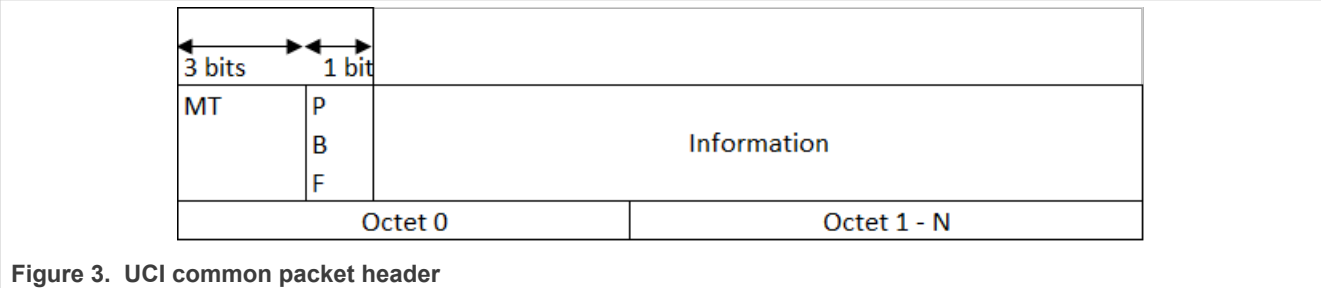 3 bits 1 bit
MT P
B
F
Information
Octet 0 Octet 1 - N
Figure 3. UCI common packet header